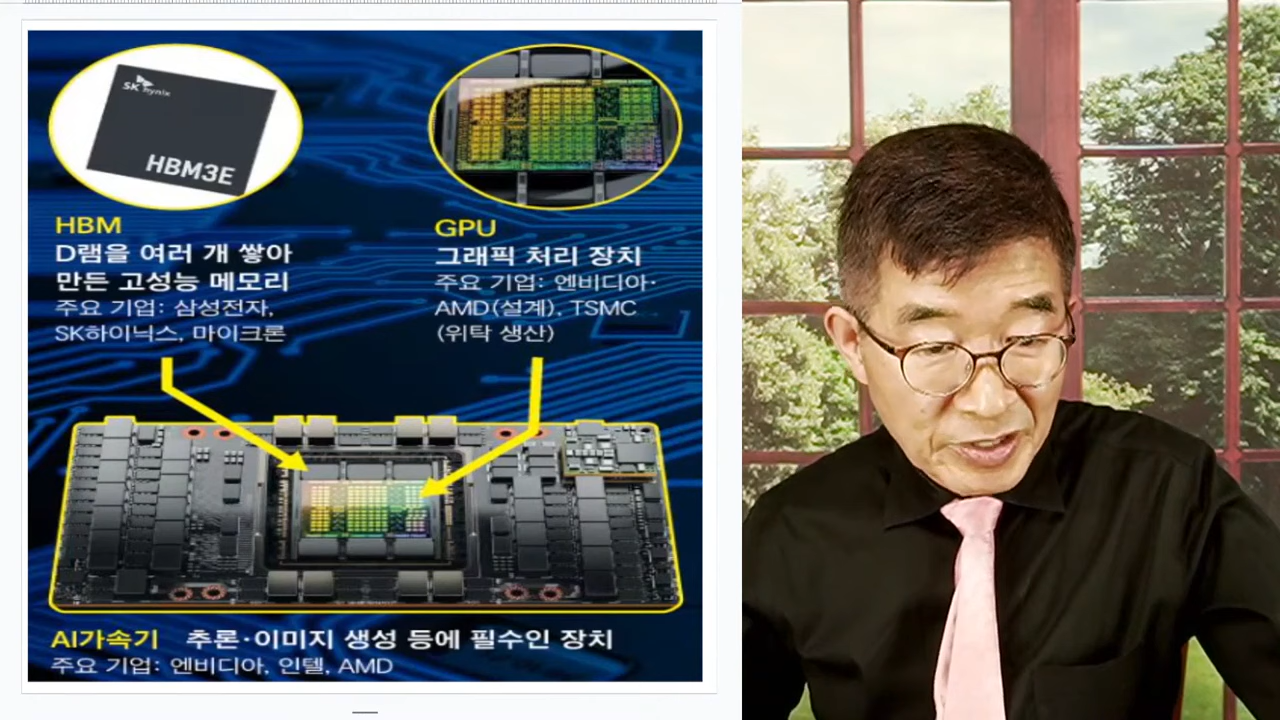 SK hynix
HBM3E
HBM
D램을 여러 개 쌓아
만든 고성능 메모리
주요 기업: 삼성전자,
SK하이닉스, 마이크론
GPU
그래픽 처리 장치
주요 기업: 엔비디아·
AMD(설계), TSMC
(위탁 생산)
AI가속기 추론·이미지 생성 등에 필수인 장치
주요 기업: 엔비디아, 인텔, AMD